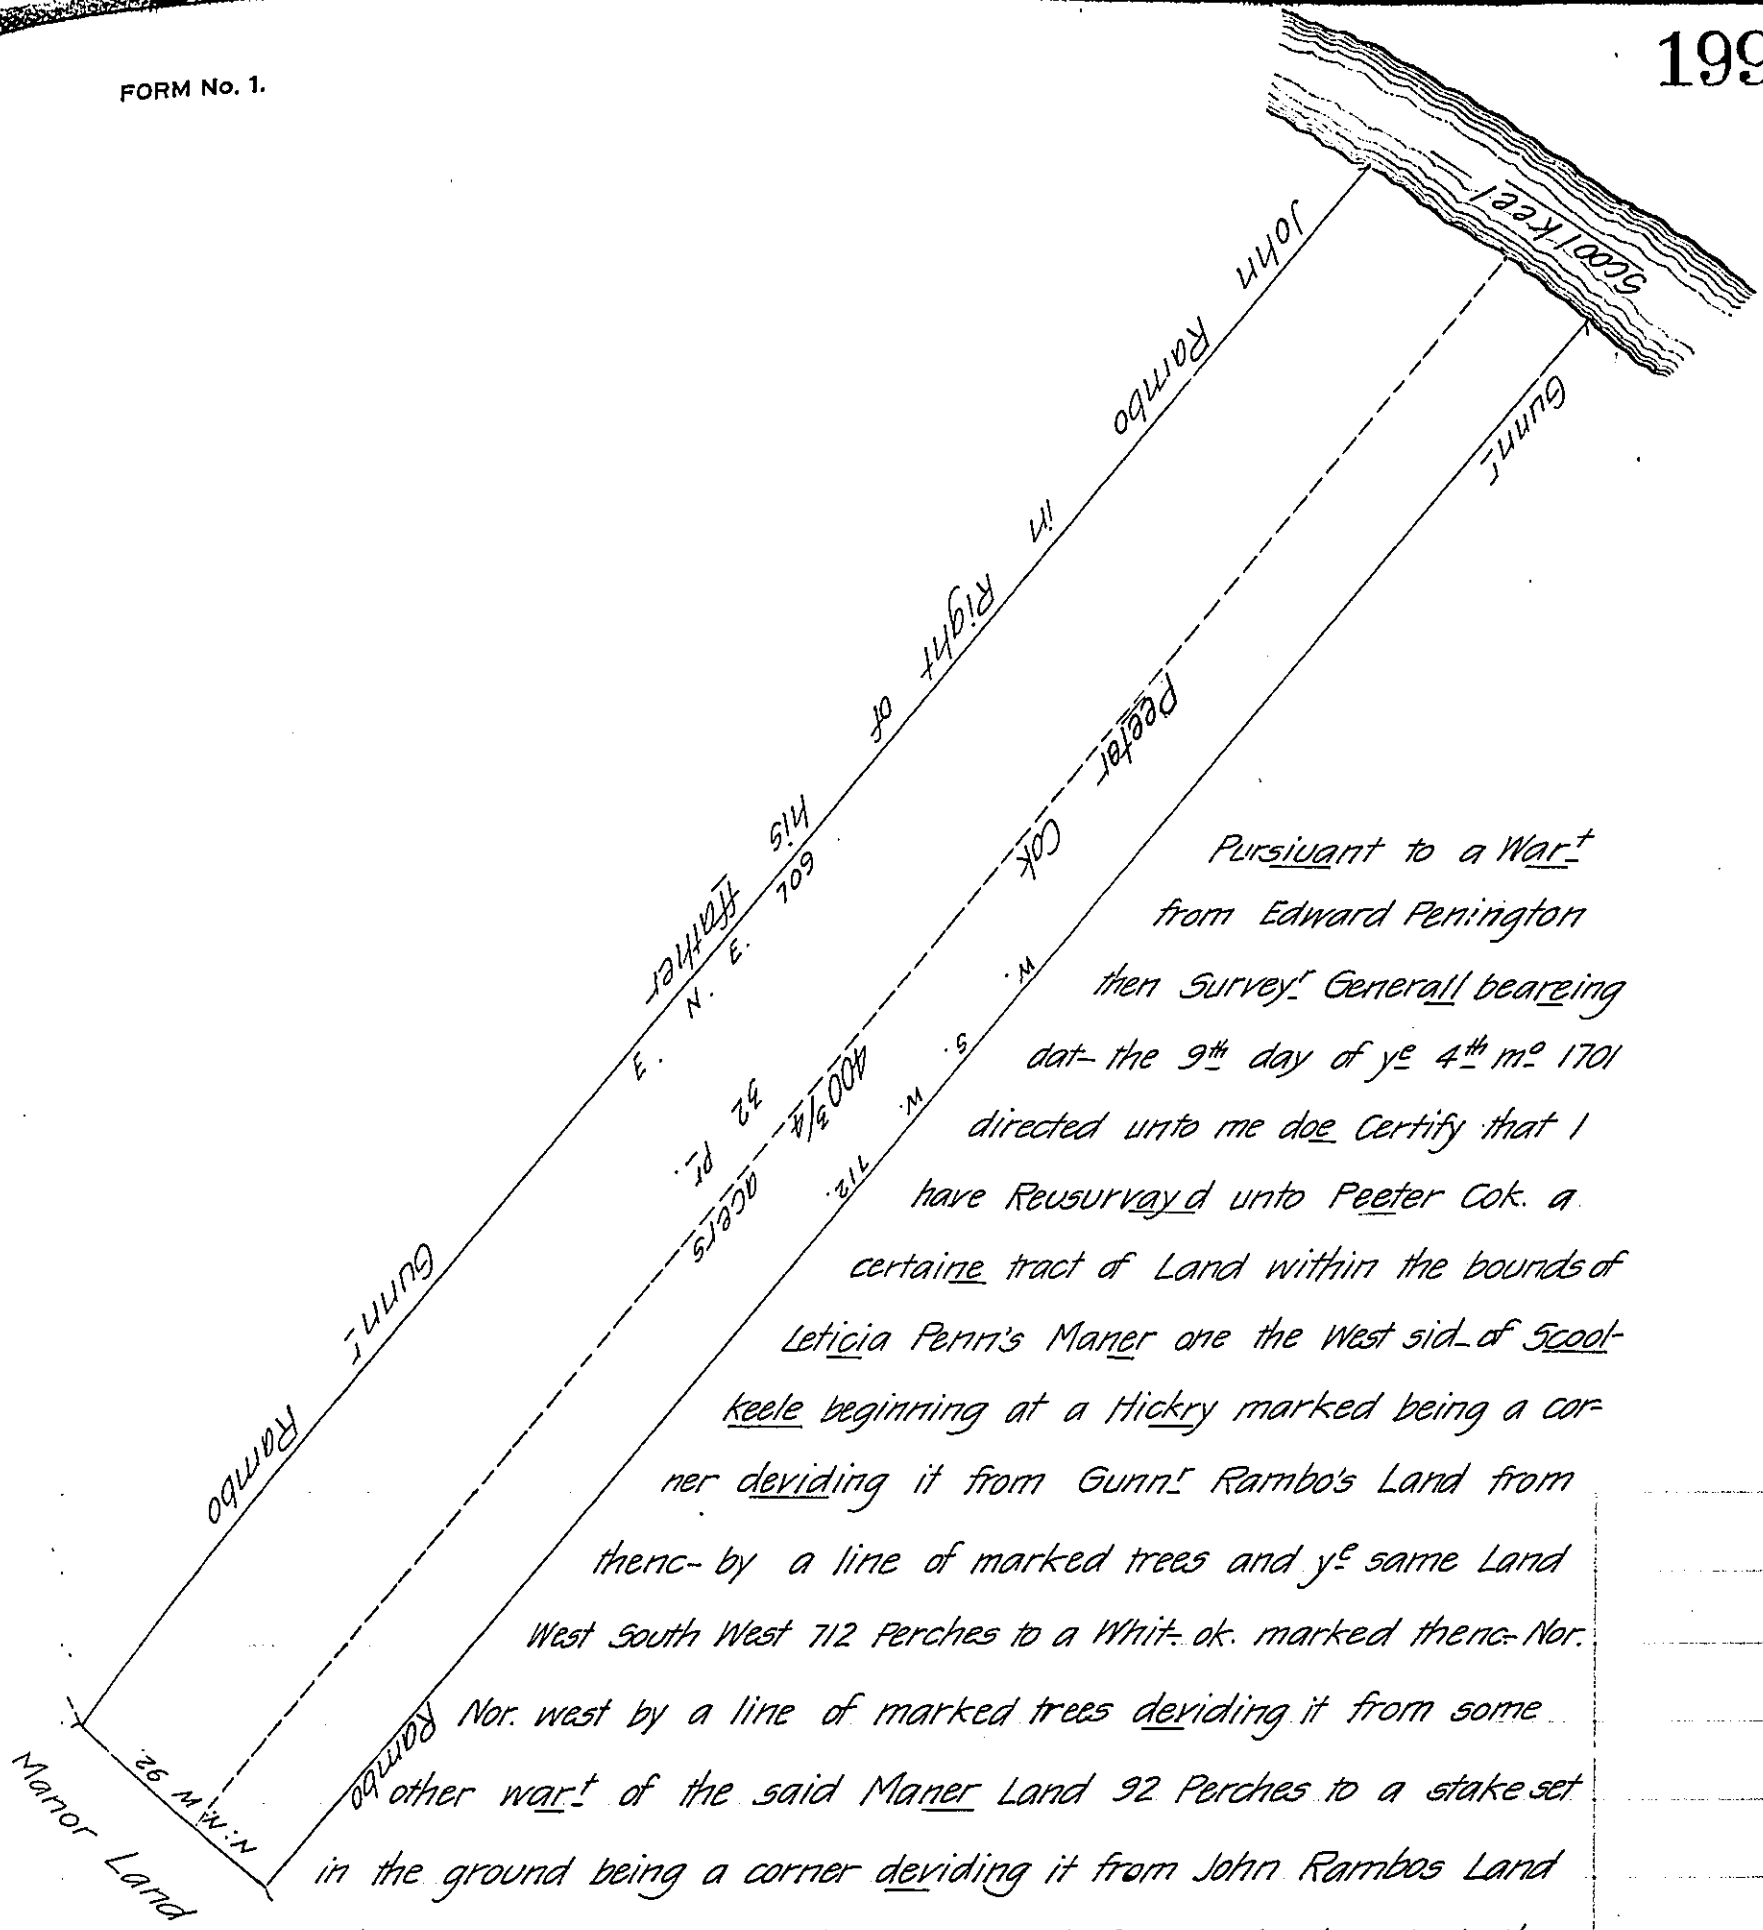 FORM No. 1.
199
Scoolkeel
John Rambo in Right of his ffather Gunnr Rambo
E. N. E. 709
Peeter Cok
400 3/4 acers
32 Pr.
Gunnr Rambo
W. S. W. 712.
N: N: W 92.
Manor Land
Pursiuant to a Wart
from Edward Penington
then Surveyr Generall beareing
dat- the 9th day of ye 4th mo 1701
directed unto me doe Certify that I
have Reusurvayd unto Peeter Cok. a
certaine tract of Land within the bounds of
Leticia Penn's Maner one the West sid- of Scool-
keele beginning at a Hickry marked being a cor=
ner deviding it from Gunnr Rambo's Land from
thenc- by a line of marked trees and ye same Land
West South West 712 Perches to a Whit- ok. marked thenc- Nor.
Nor. west by a line of marked trees deviding it from some
other wart of the said Maner Land 92 Perches to a stake set
in the ground being a corner deviding it from John Rambos Land